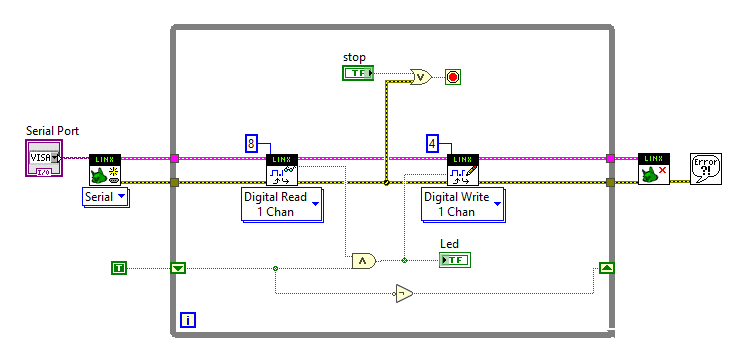 stop
TF
Serial Port
VISA
I/O
LINX
Serial
8
LINX
Digital Read
1 Chan
4
LINX
Digital Write
1 Chan
LINX
Error
?!
Led
TF
T
i